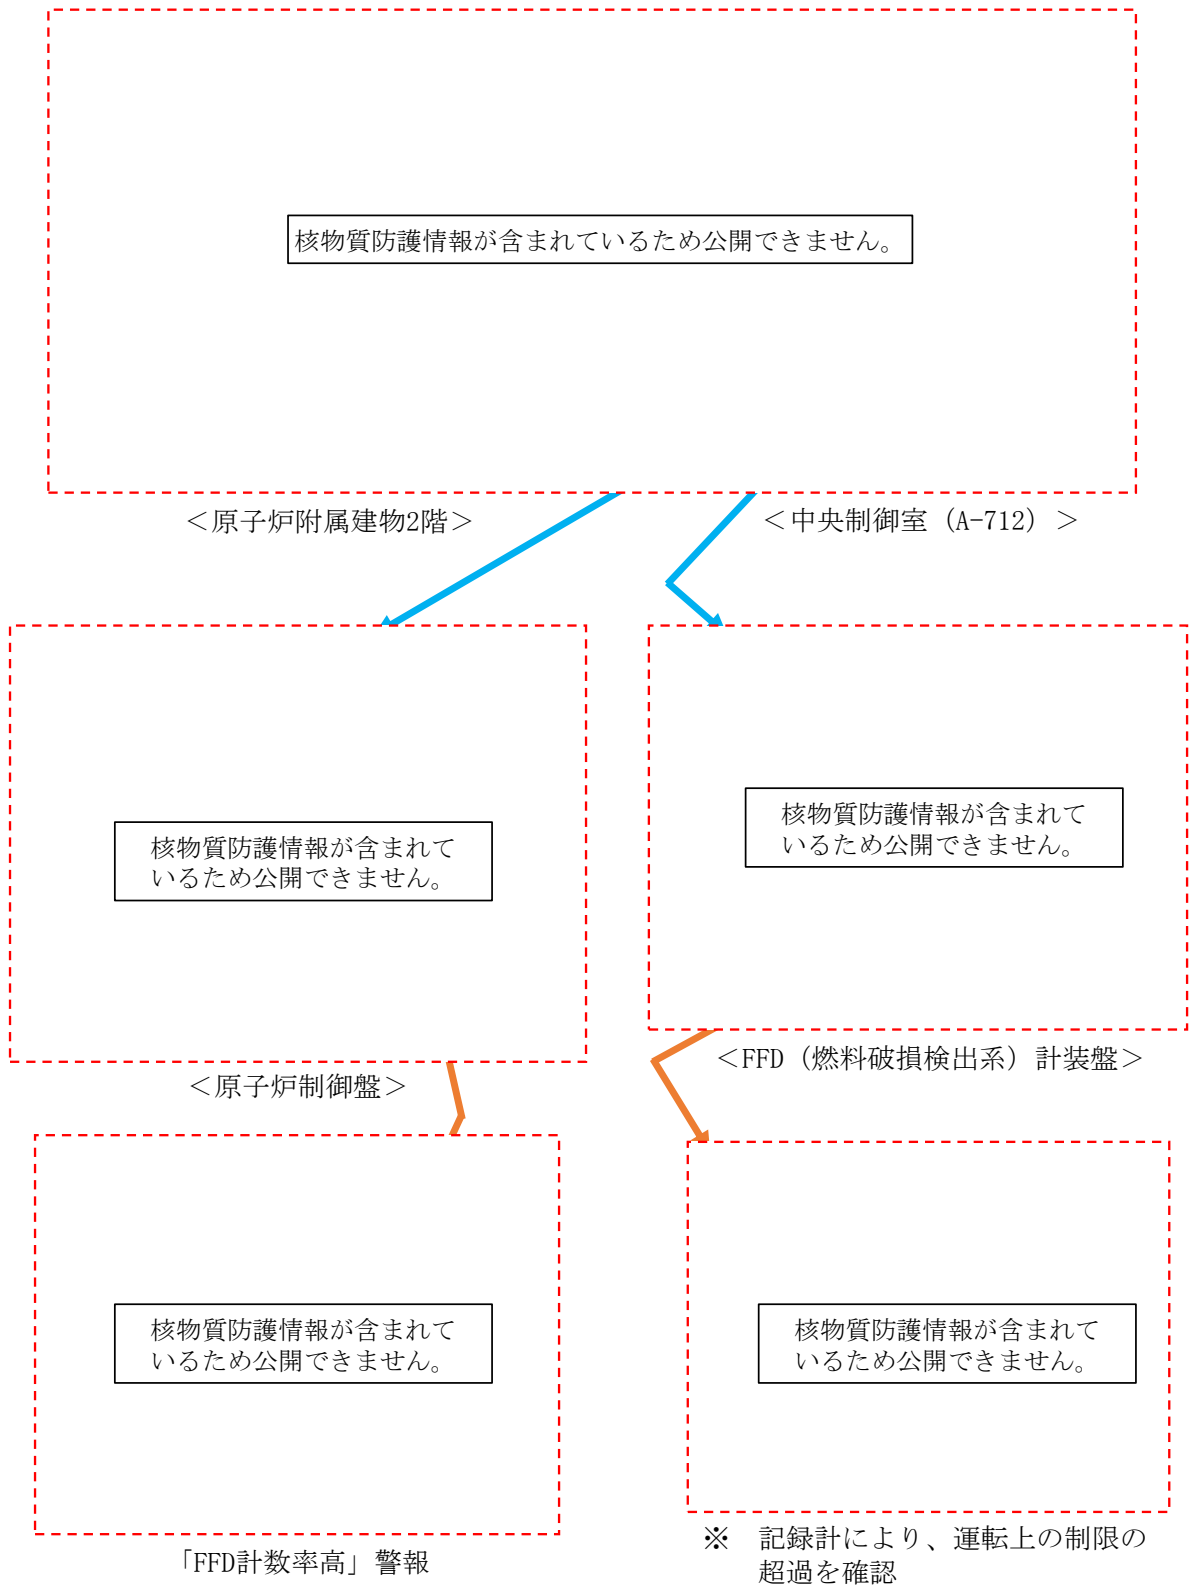 核物質防護情報が含まれているため公開できません。
＜原子炉附属建物2階＞
＜中央制御室（A-712）＞
核物質防護情報が含まれて
いるため公開できません。
核物質防護情報が含まれて
いるため公開できません。
＜原子炉制御盤＞
＜FFD（燃料破損検出系）計装盤＞
核物質防護情報が含まれて
いるため公開できません。
核物質防護情報が含まれて
いるため公開できません。
「FFD計数率高」警報
※　記録計により、運転上の制限の
超過を確認